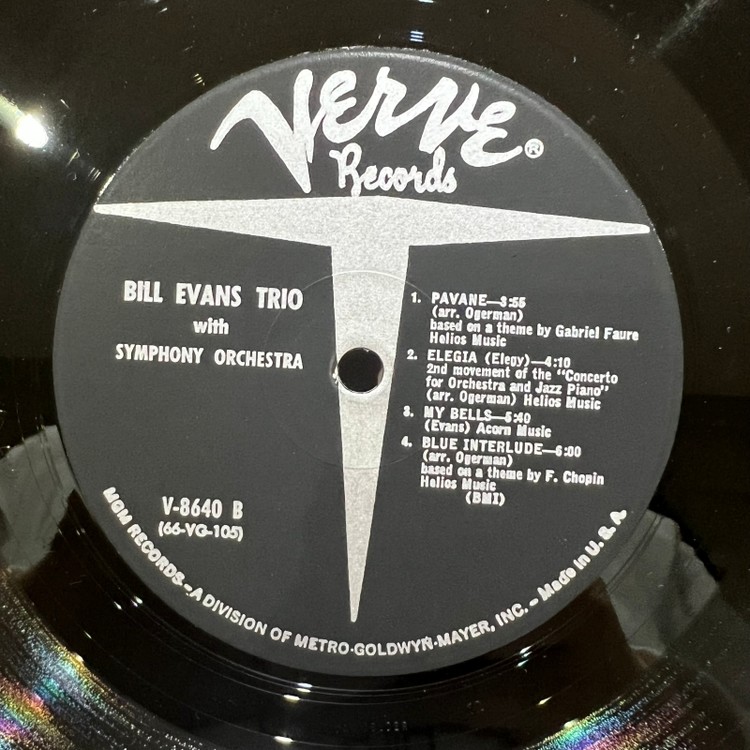 Verve®
Records
BILL EVANS TRIO
with
SYMPHONY ORCHESTRA
1. PAVANE—3:55
(arr. Ogerman)
based on a theme by Gabriel Faure
Helios Music
2. ELEGIA (Elegy)—4:10
2nd movement of the "Concerto
for Orchestra and Jazz Piano"
(arr. Ogerman) Helios Music
3. MY BELLS—5:40
(Evans) Acorn Music
4. BLUE INTERLUDE—6:00
(arr. Ogerman)
based on a theme by F. Chopin
Helios Music
(BMI)
V-8640 B
(66-VG-105)
MGM RECORDS–A DIVISION OF METRO-GOLDWYN-MAYER, INC. – Made in U. S. A.